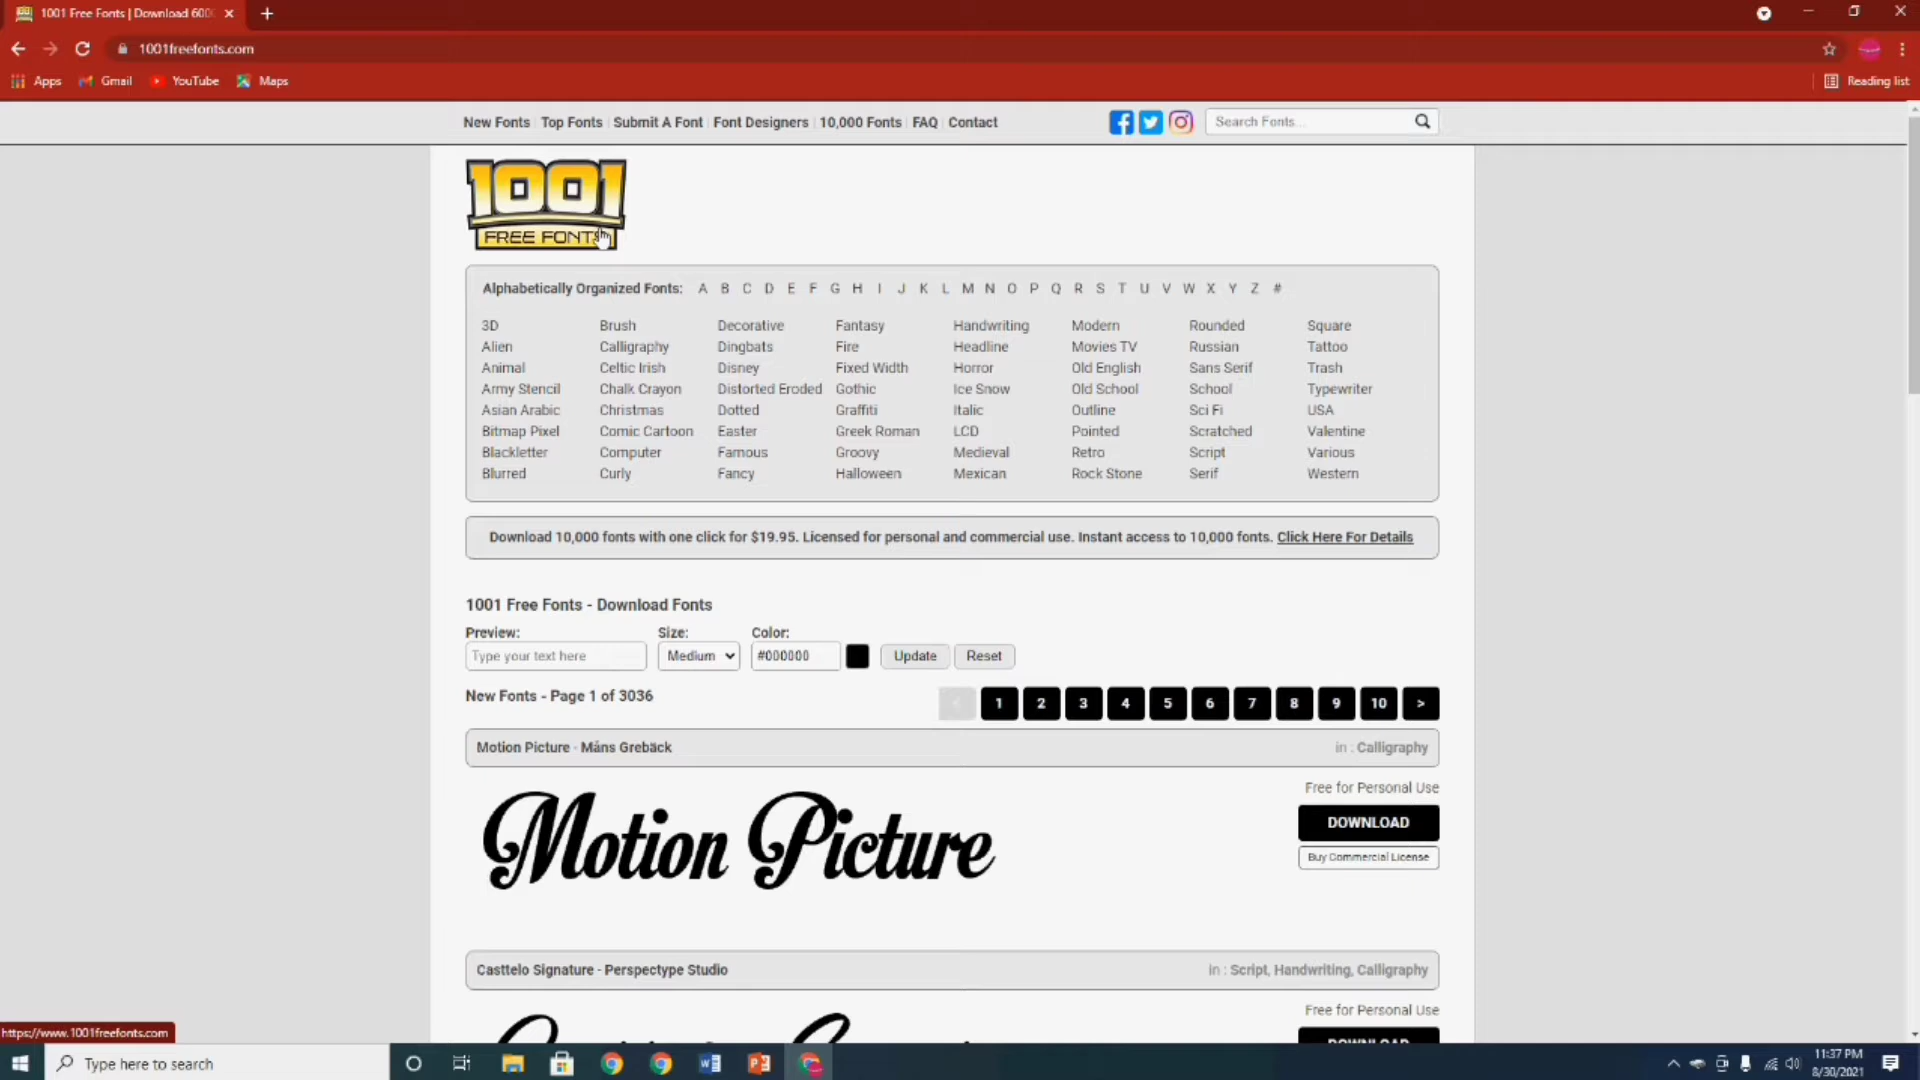 1001 Free Fonts | Download 600
1001freefonts.com
Apps Gmail YouTube Maps Reading list
New Fonts Top Fonts Submit A Font Font Designers 10,000 Fonts FAQ Contact Search Fonts...
1001
FREE FONTS
Alphabetically Organized Fonts: A B C D E F G H I J K L M N O P Q R S T U V W X Y Z #
3D Brush Decorative Fantasy Handwriting Modern Rounded Square
Alien Calligraphy Dingbats Fire Headline Movies TV Russian Tattoo
Animal Celtic Irish Disney Fixed Width Horror Old English Sans Serif Trash
Army Stencil Chalk Crayon Distorted Eroded Gothic Ice Snow Old School School Typewriter
Asian Arabic Christmas Dotted Graffiti Italic Outline Sci Fi USA
Bitmap Pixel Comic Cartoon Easter Greek Roman LCD Pointed Scratched Valentine
Blackletter Computer Famous Groovy Medieval Retro Script Various
Blurred Curly Fancy Halloween Mexican Rock Stone Serif Western
Download 10,000 fonts with one click for $19.95. Licensed for personal and commercial use. Instant access to 10,000 fonts. Click Here For Details
1001 Free Fonts - Download Fonts
Preview: Size: Color:
Type your text here Medium #000000 Update Reset
New Fonts - Page 1 of 3036 < 1 2 3 4 5 6 7 8 9 10 >
Motion Picture - Måns Grebäck in : Calligraphy
Free for Personal Use
DOWNLOAD
Motion Picture
Buy Commercial License
Casttelo Signature - Perspectype Studio in : Script, Handwriting, Calligraphy
Free for Personal Use
DOWNLOAD
https://www.1001freefonts.com
Type here to search
11:37 PM
8/30/2021